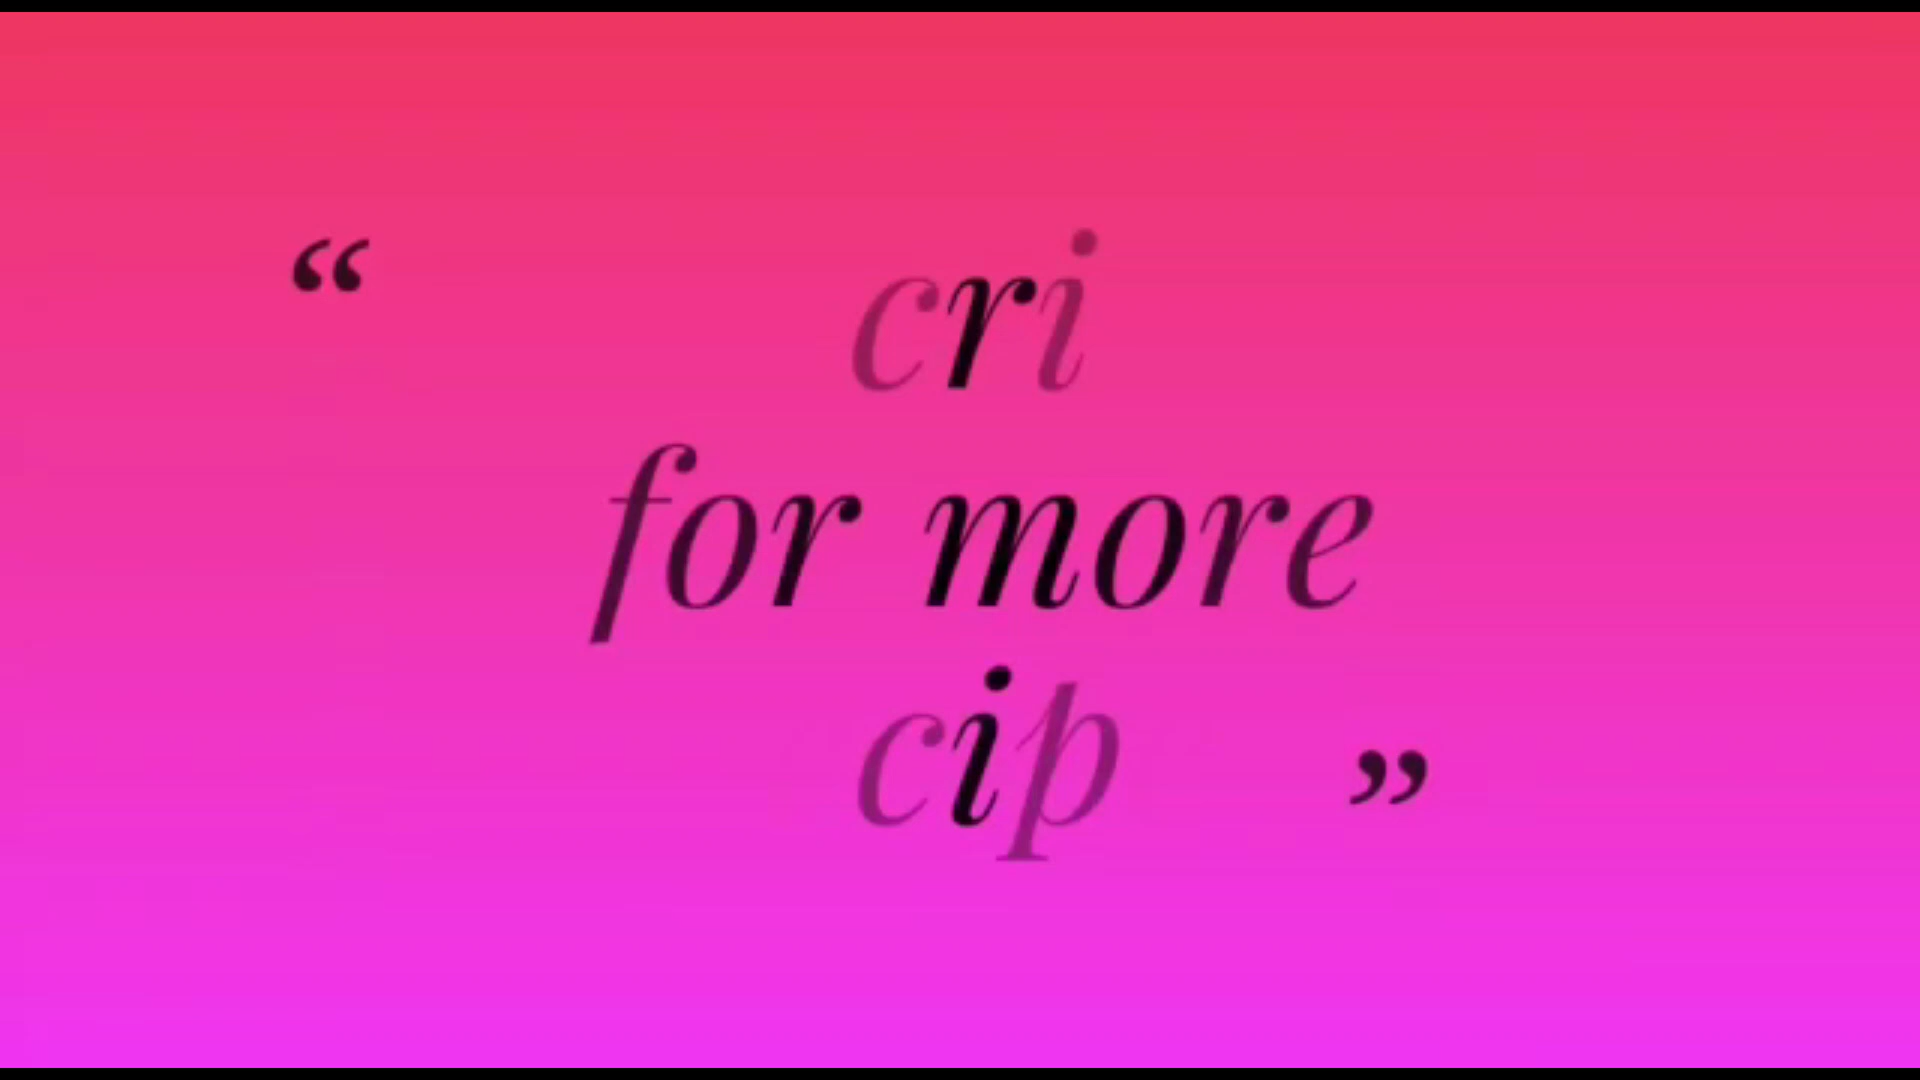 “ cri
for more
cip ”